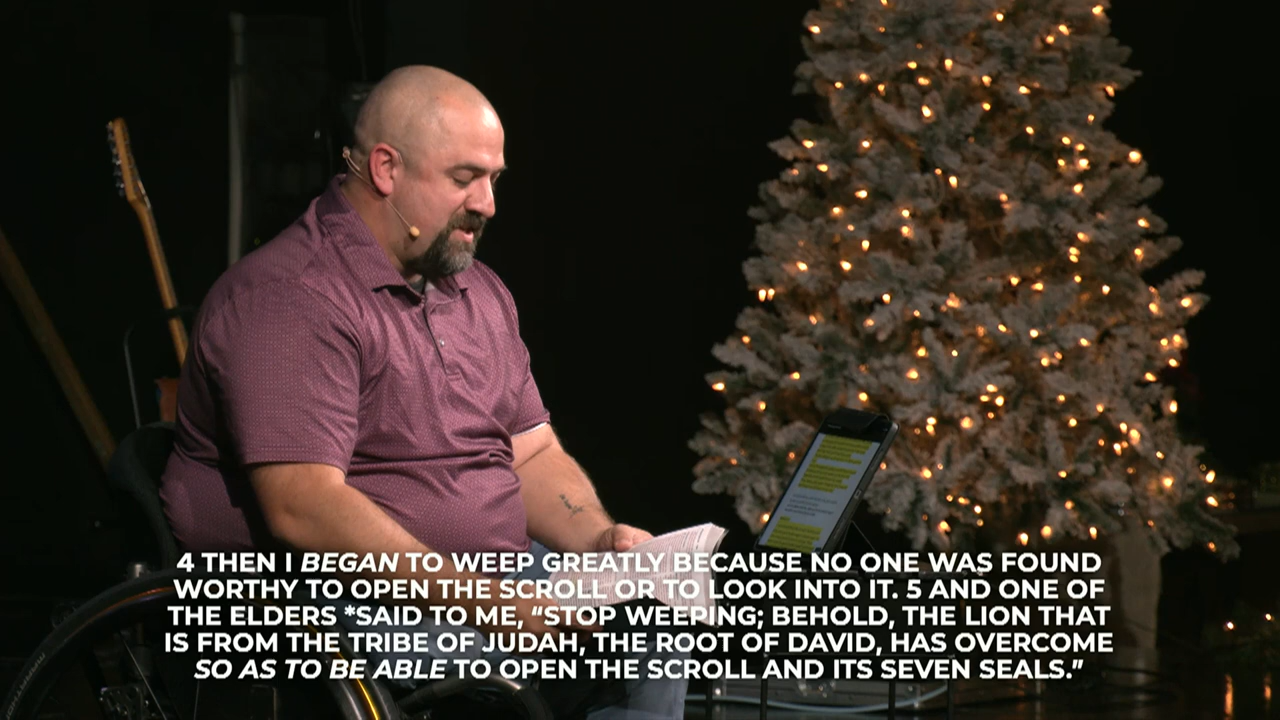 4 THEN I BEGAN TO WEEP GREATLY BECAUSE NO ONE WAS FOUND
WORTHY TO OPEN THE SCROLL OR TO LOOK INTO IT. 5 AND ONE OF
THE ELDERS *SAID TO ME, “STOP WEEPING; BEHOLD, THE LION THAT
IS FROM THE TRIBE OF JUDAH, THE ROOT OF DAVID, HAS OVERCOME
SO AS TO BE ABLE TO OPEN THE SCROLL AND ITS SEVEN SEALS.”